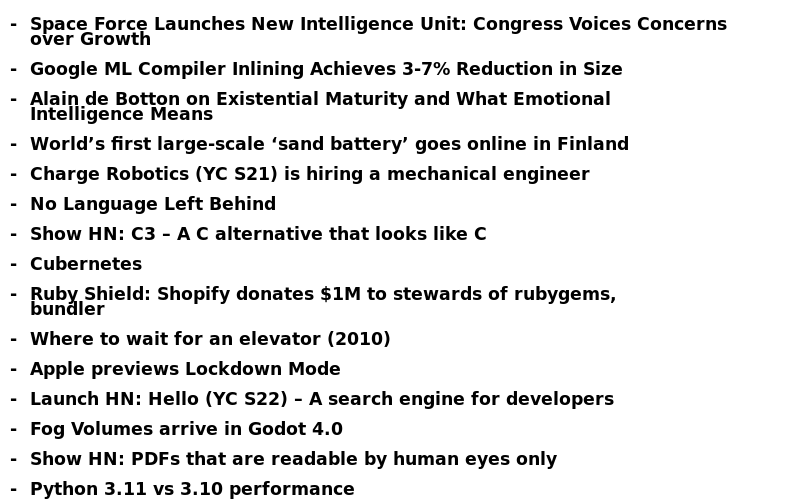 - Space Force Launches New Intelligence Unit: Congress Voices Concerns
over Growth
- Google ML Compiler Inlining Achieves 3-7% Reduction in Size
- Alain de Botton on Existential Maturity and What Emotional
Intelligence Means
- World’s first large-scale ‘sand battery’ goes online in Finland
- Charge Robotics (YC S21) is hiring a mechanical engineer
- No Language Left Behind
- Show HN: C3 – A C alternative that looks like C
- Cubernetes
- Ruby Shield: Shopify donates $1M to stewards of rubygems,
bundler
- Where to wait for an elevator (2010)
- Apple previews Lockdown Mode
- Launch HN: Hello (YC S22) – A search engine for developers
- Fog Volumes arrive in Godot 4.0
- Show HN: PDFs that are readable by human eyes only
- Python 3.11 vs 3.10 performance